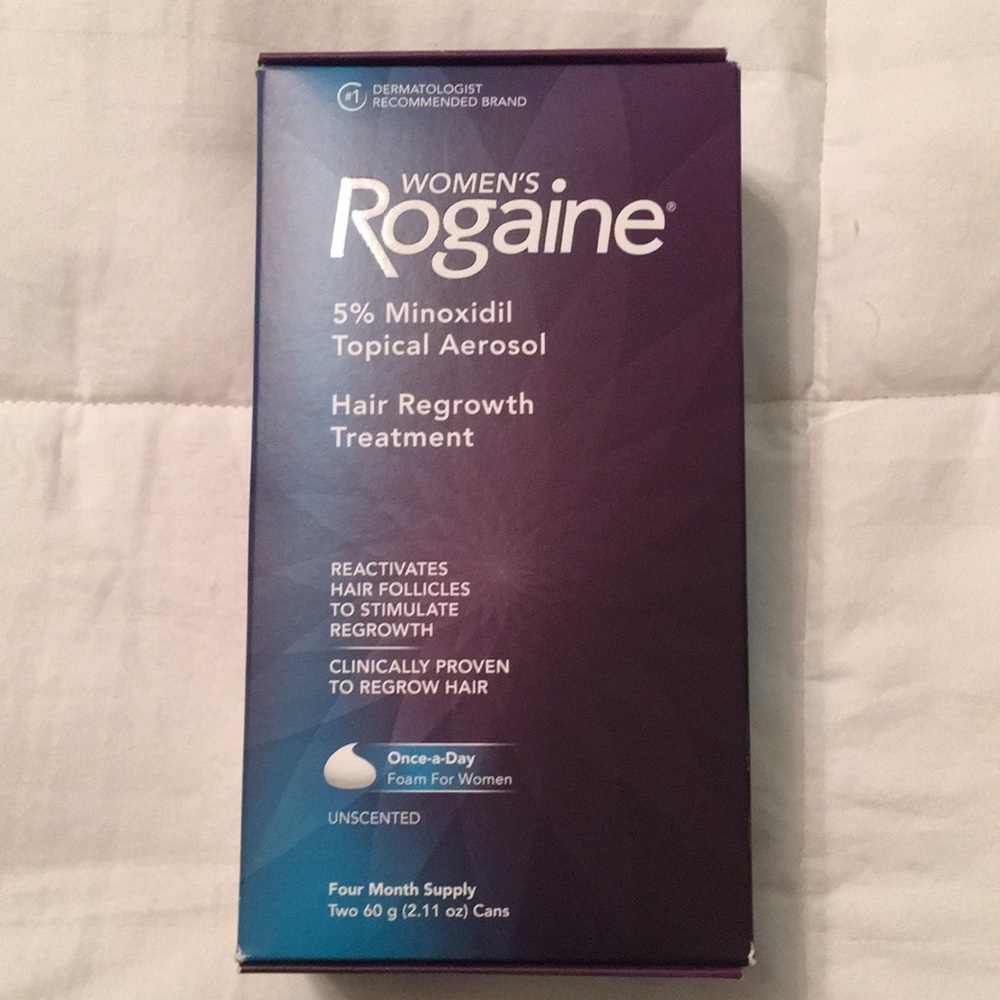 #1 DERMATOLOGIST
RECOMMENDED BRAND
WOMEN'S
Rogaine®
5% Minoxidil
Topical Aerosol
Hair Regrowth
Treatment
REACTIVATES
HAIR FOLLICLES
TO STIMULATE
REGROWTH
CLINICALLY PROVEN
TO REGROW HAIR
Once-a-Day
Foam For Women
UNSCENTED
Four Month Supply
Two 60 g (2.11 oz) Cans